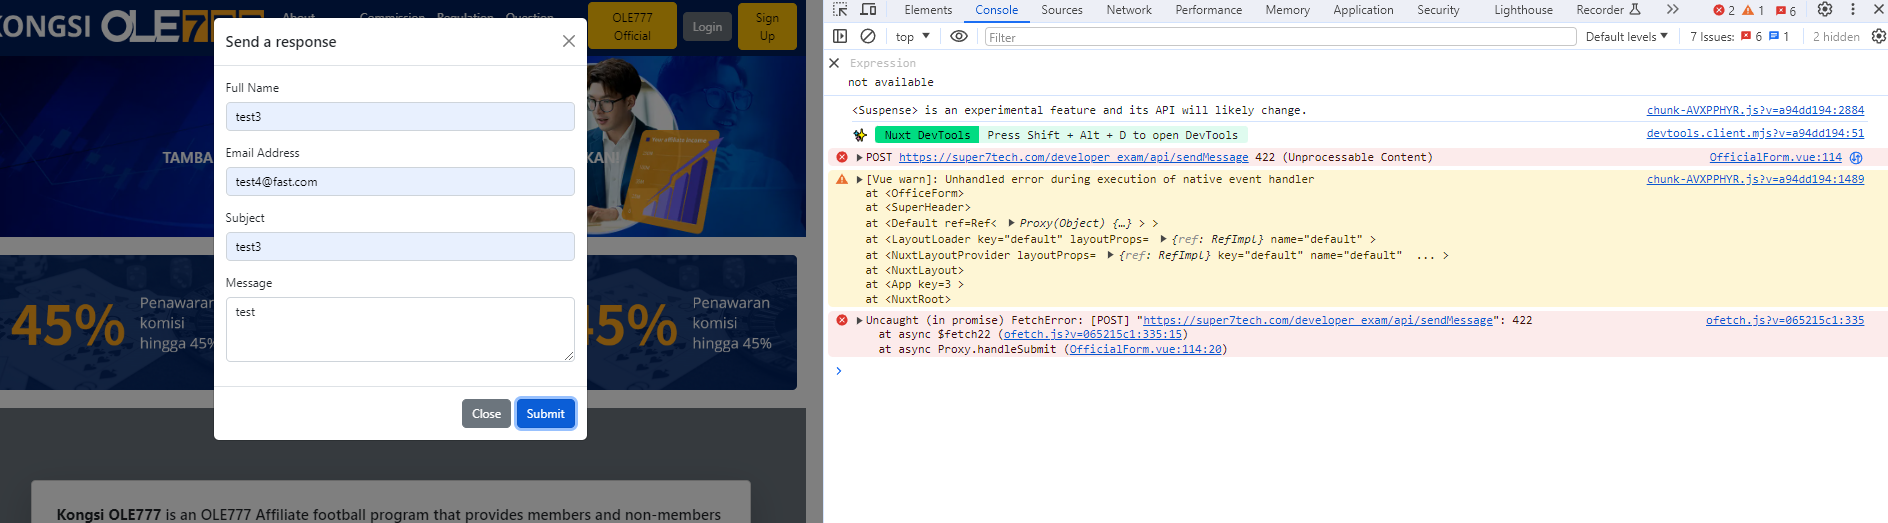 KONGSI OLE777
About
Commission
Regulation
Question
OLE777 Official
Login
Sign Up
TAMBA
KAN!
Send a response
Full Name
test3
Email Address
test4@fast.com
Subject
test3
Message
test
Close
Submit
45%
Penawaran
komisi
hingga 45%
45%
Penawaran
komisi
hingga 45%
Kongsi OLE777 is an OLE777 Affiliate football program that provides members and non-members
Elements
Console
Sources
Network
Performance
Memory
Application
Security
Lighthouse
Recorder
2
1
6
top
Filter
Default levels
7 Issues:
6
1
2 hidden
Expression
not available
<Suspense> is an experimental feature and its API will likely change.
chunk-AVXPPHYR.js?v=a94dd194:2884
Nuxt DevTools Press Shift + Alt + D to open DevTools
devtools.client.mjs?v=a94dd194:51
POST https://super7tech.com/developer_exam/api/sendMessage 422 (Unprocessable Content)
OfficialForm.vue:114
[Vue warn]: Unhandled error during execution of native event handler
chunk-AVXPPHYR.js?v=a94dd194:1489
at <OfficeForm>
at <SuperHeader>
at <Default ref=Ref< Proxy(Object) {…} > >
at <LayoutLoader key="default" layoutProps= {ref: RefImpl} name="default" >
at <NuxtLayoutProvider layoutProps= {ref: RefImpl} key="default" name="default" ... >
at <NuxtLayout>
at <App key=3 >
at <NuxtRoot>
Uncaught (in promise) FetchError: [POST] "https://super7tech.com/developer_exam/api/sendMessage": 422
ofetch.js?v=065215c1:335
at async $fetch22 (ofetch.js?v=065215c1:335:15)
at async Proxy.handleSubmit (OfficialForm.vue:114:20)